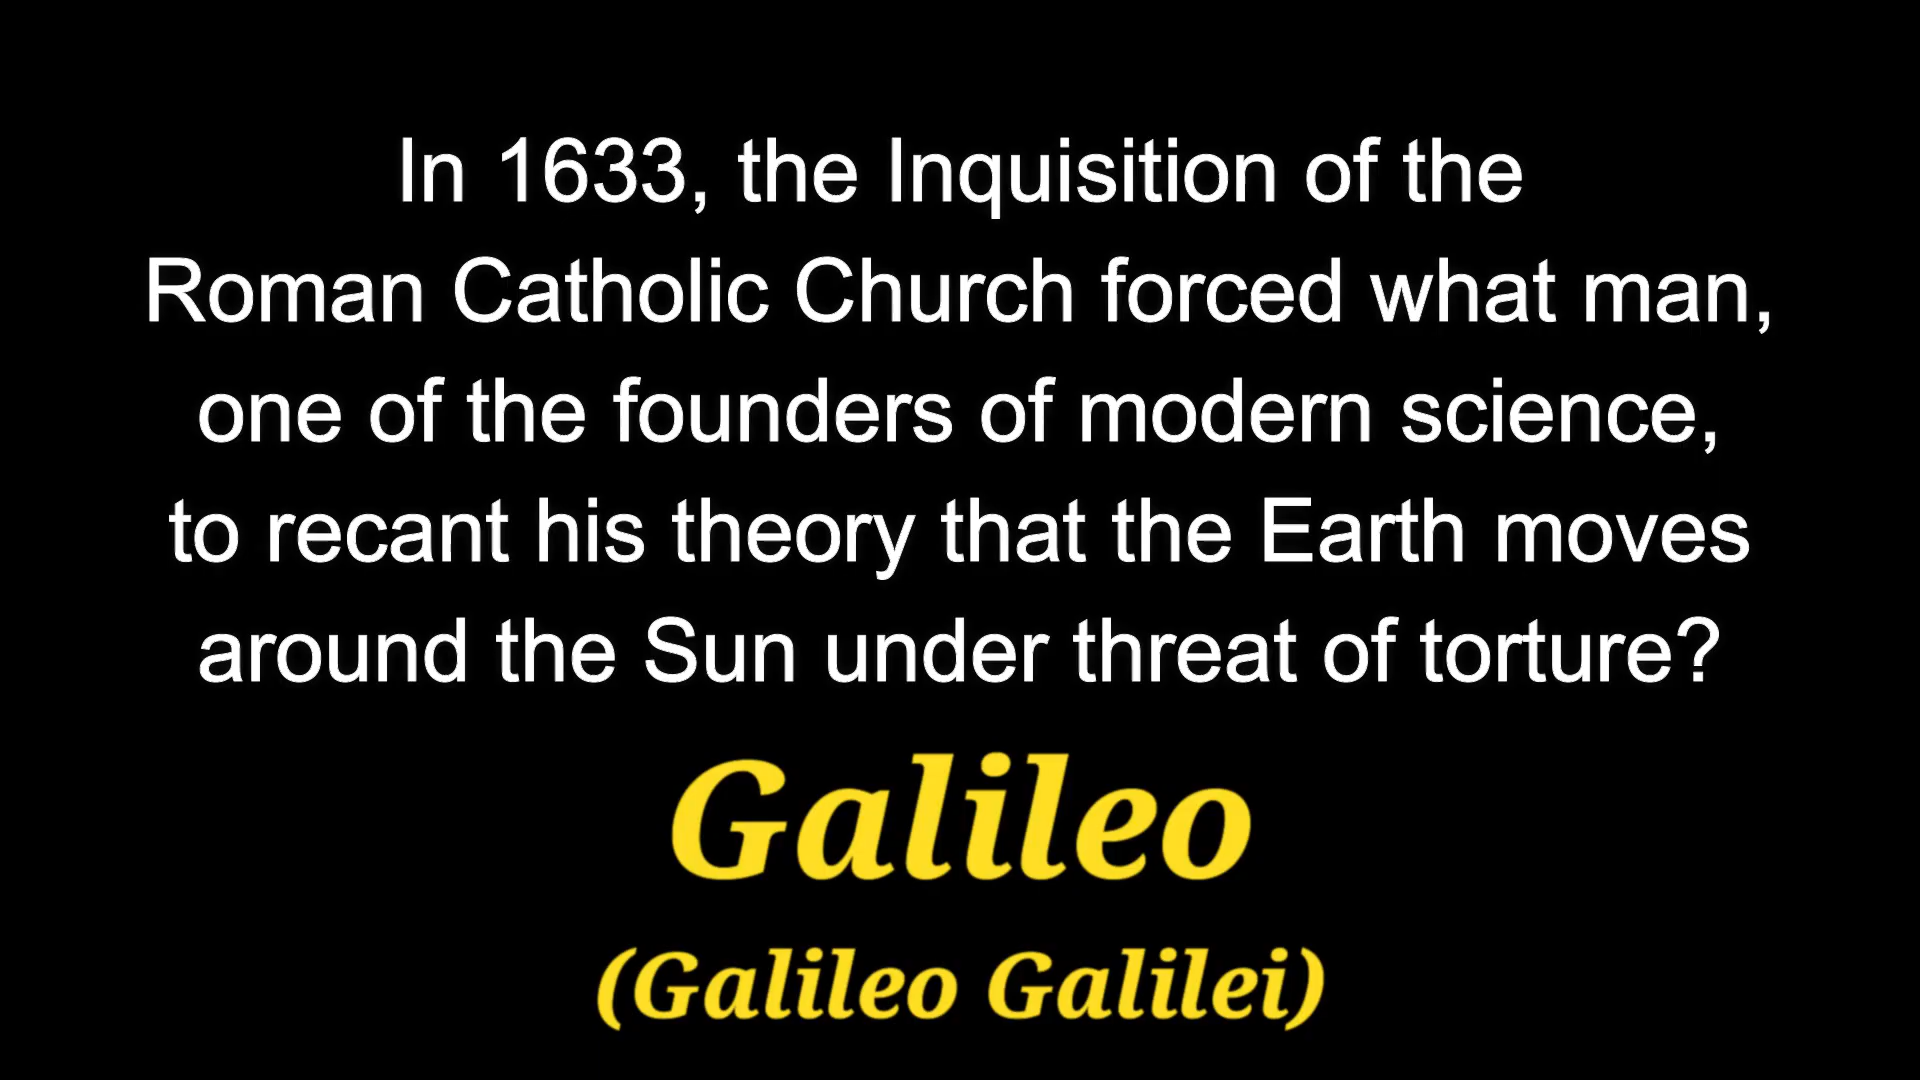 In 1633, the Inquisition of the
Roman Catholic Church forced what man,
one of the founders of modern science,
to recant his theory that the Earth moves
around the Sun under threat of torture?
Galileo
(Galileo Galilei)